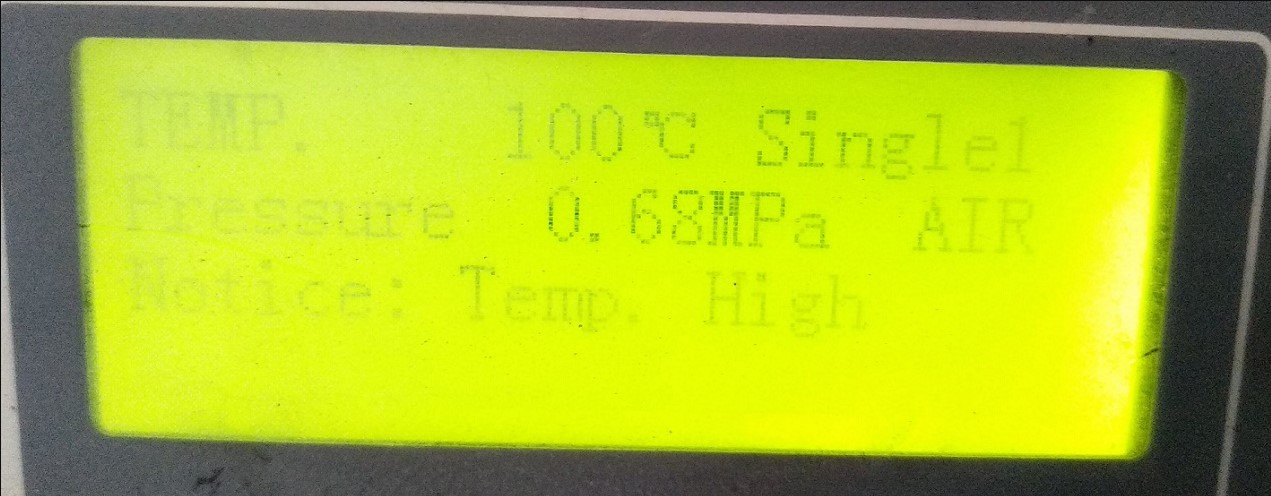 TEMP. 100℃ Single1
Pressure 0.68MPa AIR
Notice: Temp. High